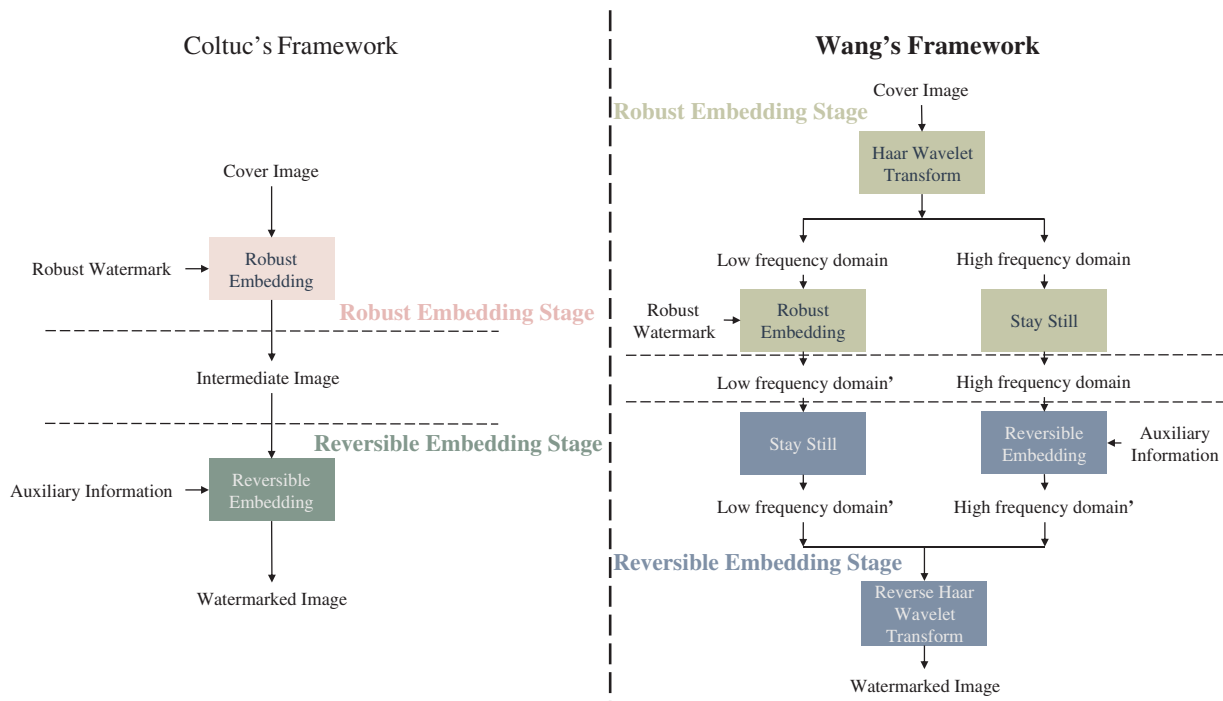 Coltuc's Framework
Cover Image
Robust Watermark
Robust
Embedding
Robust Embedding Stage
Intermediate Image
Reversible Embedding Stage
Auxiliary Information
Reversible
Embedding
Watermarked Image
Wang's Framework
Cover Image
Robust Embedding Stage
Haar Wavelet
Transform
Low frequency domain
High frequency domain
Robust
Watermark
Robust
Embedding
Stay Still
Low frequency domain'
High frequency domain
Stay Still
Reversible
Embedding
Auxiliary
Information
Low frequency domain'
High frequency domain'
Reversible Embedding Stage
Reverse Haar
Wavelet
Transform
Watermarked Image